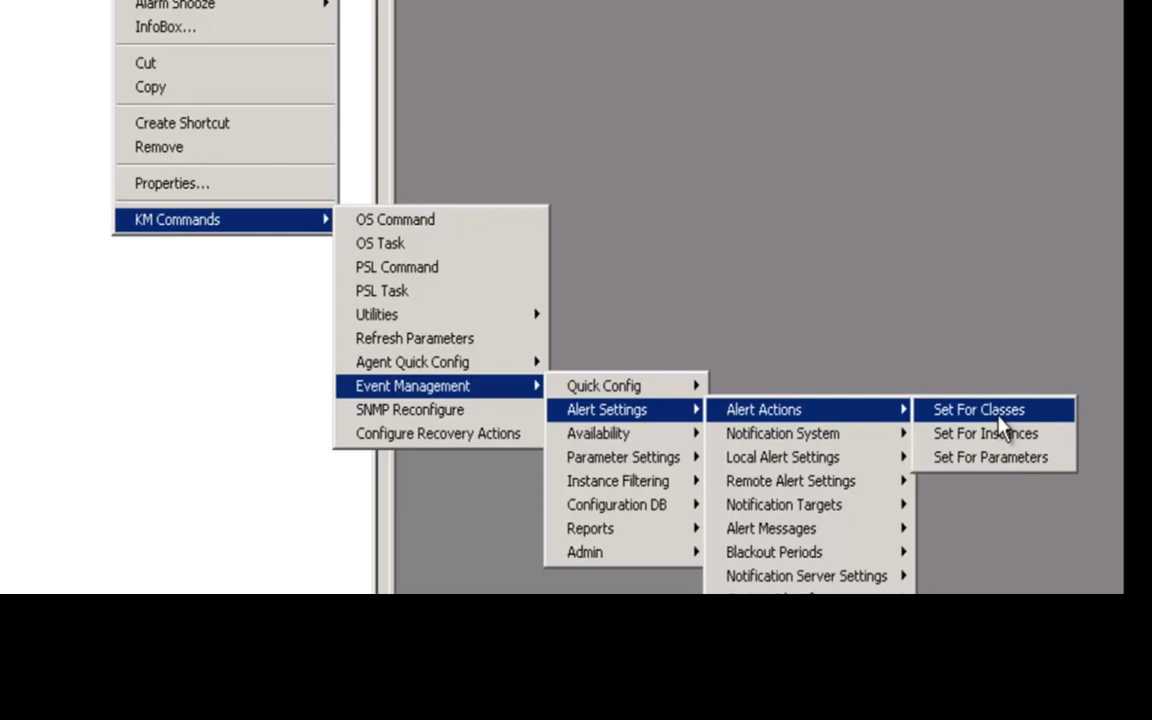 Alarm Snooze
InfoBox...
Cut
Copy
Create Shortcut
Remove
Properties...
KM Commands
OS Command
OS Task
PSL Command
PSL Task
Utilities
Refresh Parameters
Agent Quick Config
Event Management
SNMP Reconfigure
Configure Recovery Actions
Quick Config
Alert Settings
Availability
Parameter Settings
Instance Filtering
Configuration DB
Reports
Admin
Alert Actions
Notification System
Local Alert Settings
Remote Alert Settings
Notification Targets
Alert Messages
Blackout Periods
Notification Server Settings
Set For Classes
Set For Instances
Set For Parameters